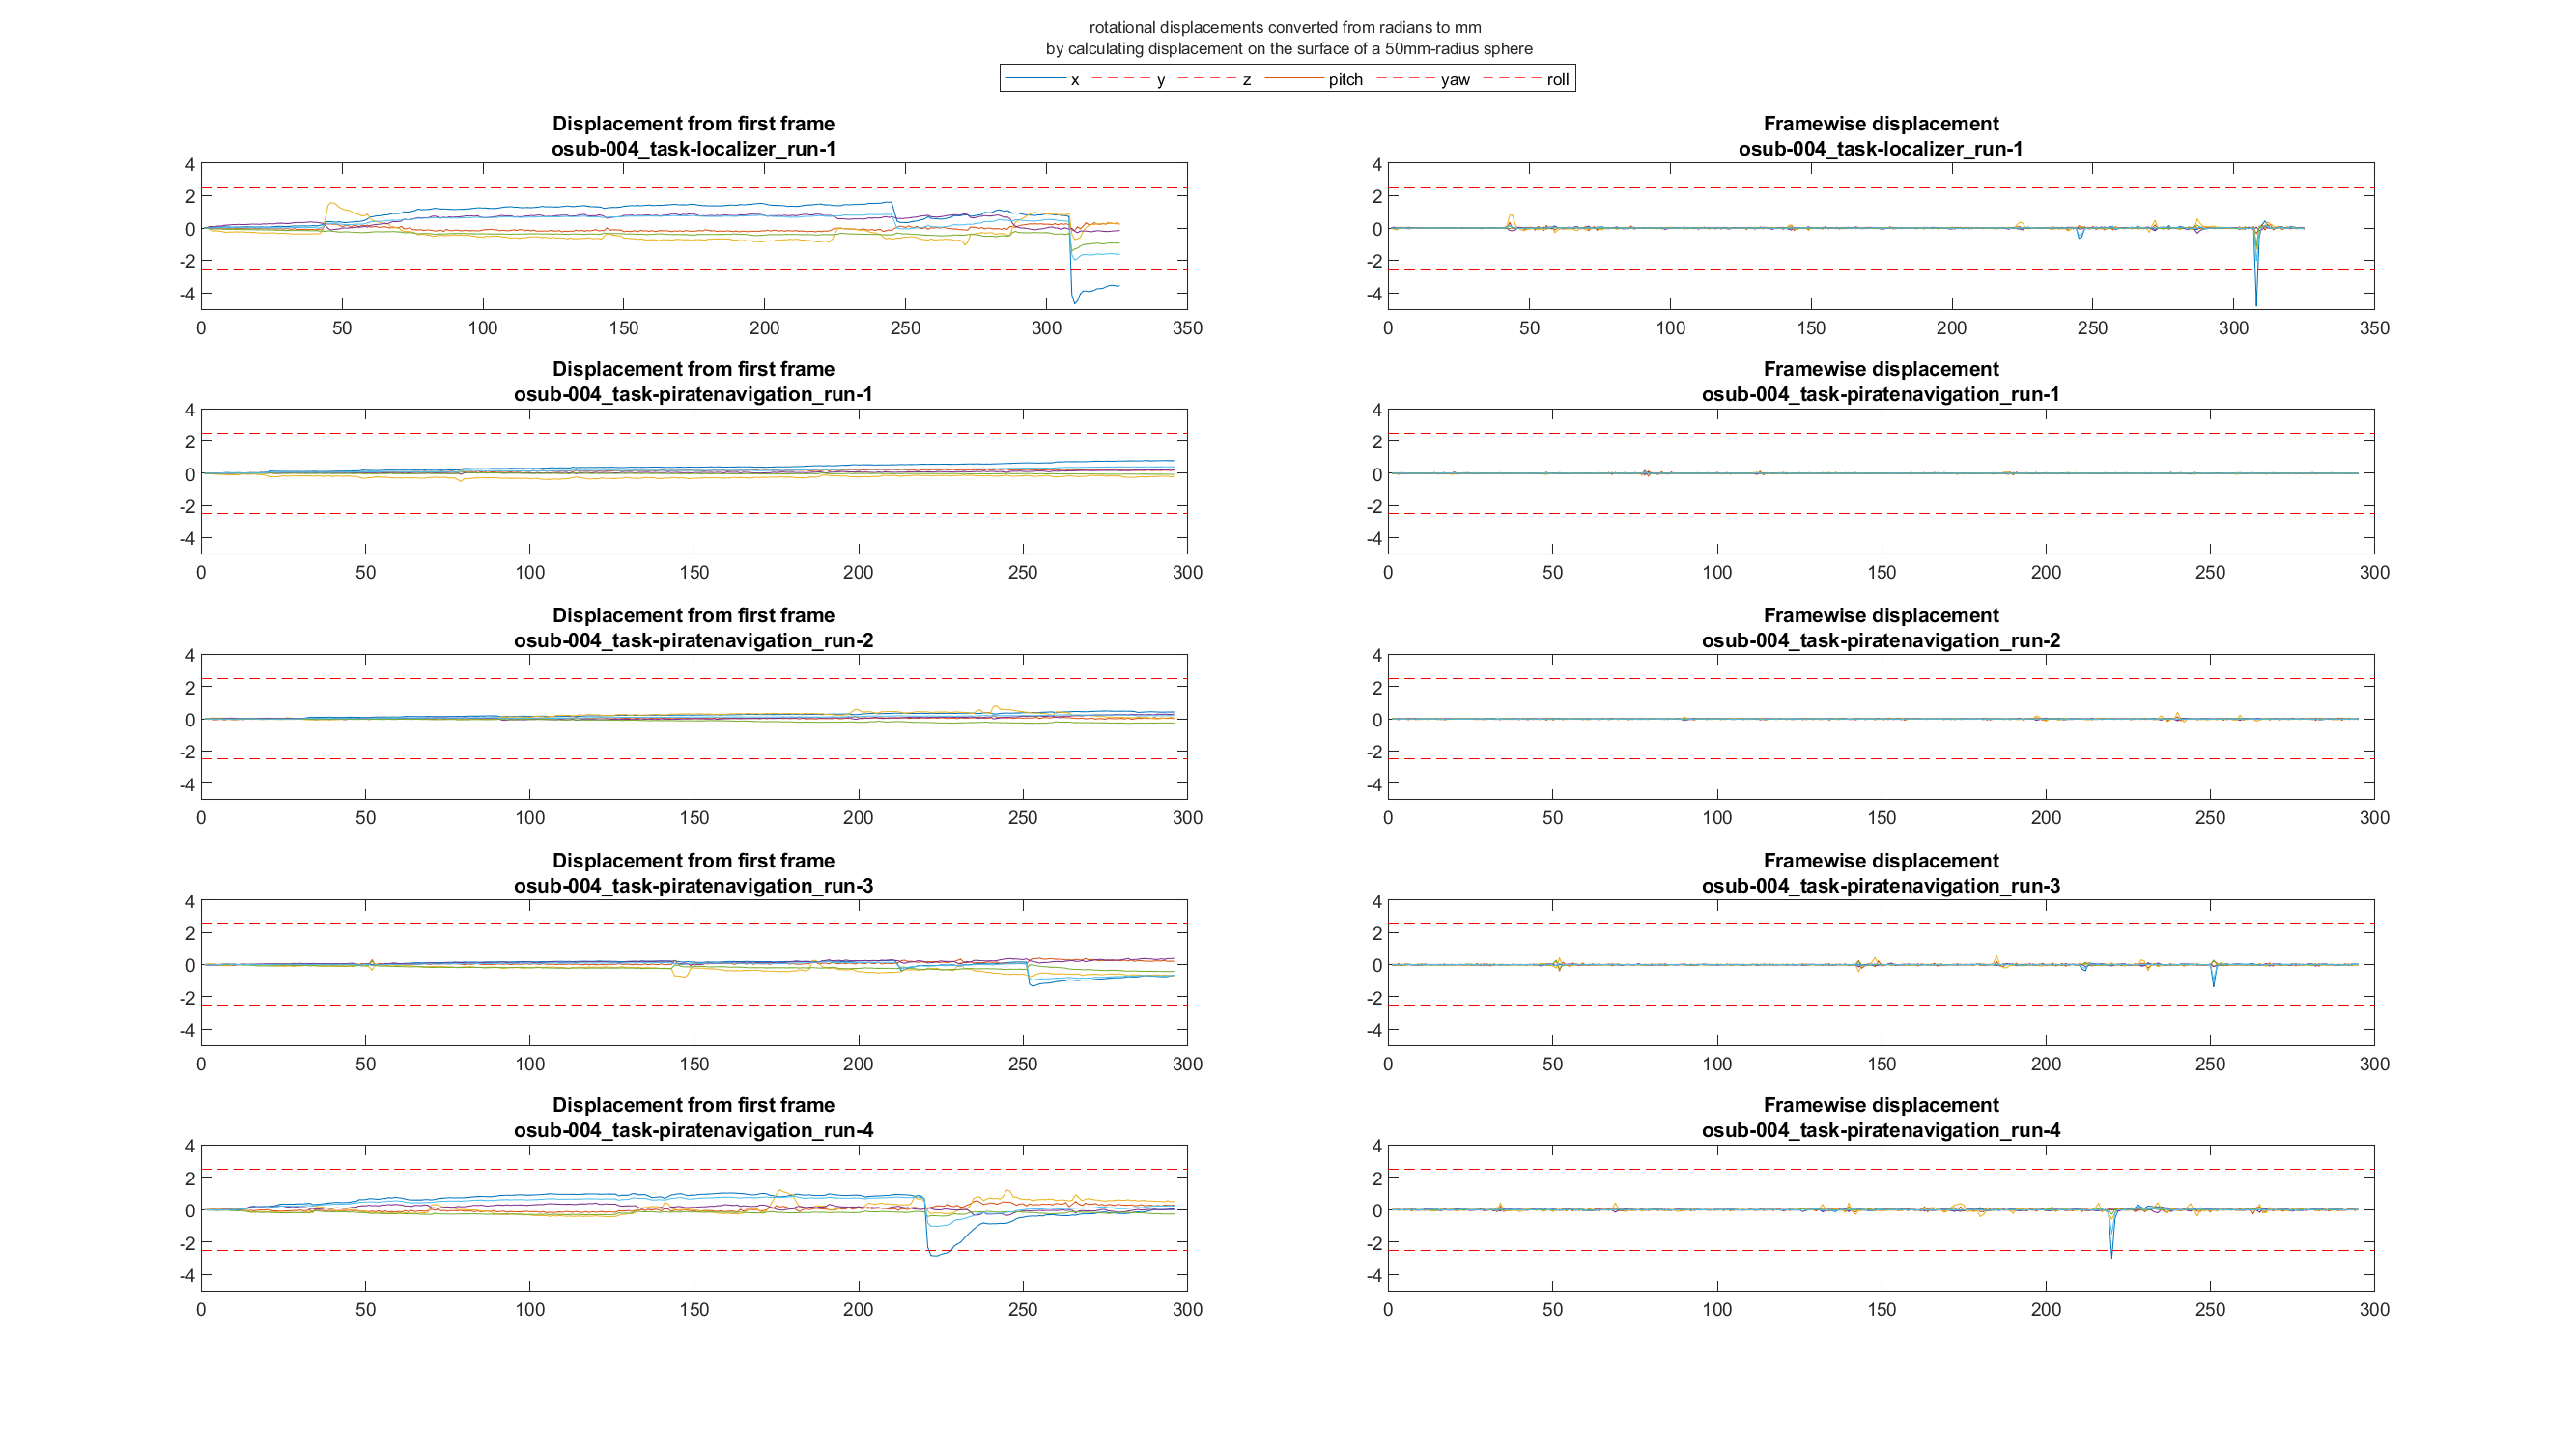 rotational displacements converted from radians to mm
by calculating displacement on the surface of a 50mm-radius sphere
x y z pitch yaw roll
Displacement from first frame
osub-004_task-localizer_run-1
4
2
0
-2
-4
0 50 100 150 200 250 300 350
Framewise displacement
osub-004_task-localizer_run-1
4
2
0
-2
-4
0 50 100 150 200 250 300 350
Displacement from first frame
osub-004_task-piratenavigation_run-1
4
2
0
-2
-4
0 50 100 150 200 250 300
Framewise displacement
osub-004_task-piratenavigation_run-1
4
2
0
-2
-4
0 50 100 150 200 250 300
Displacement from first frame
osub-004_task-piratenavigation_run-2
4
2
0
-2
-4
0 50 100 150 200 250 300
Framewise displacement
osub-004_task-piratenavigation_run-2
4
2
0
-2
-4
0 50 100 150 200 250 300
Displacement from first frame
osub-004_task-piratenavigation_run-3
4
2
0
-2
-4
0 50 100 150 200 250 300
Framewise displacement
osub-004_task-piratenavigation_run-3
4
2
0
-2
-4
0 50 100 150 200 250 300
Displacement from first frame
osub-004_task-piratenavigation_run-4
4
2
0
-2
-4
0 50 100 150 200 250 300
Framewise displacement
osub-004_task-piratenavigation_run-4
4
2
0
-2
-4
0 50 100 150 200 250 300